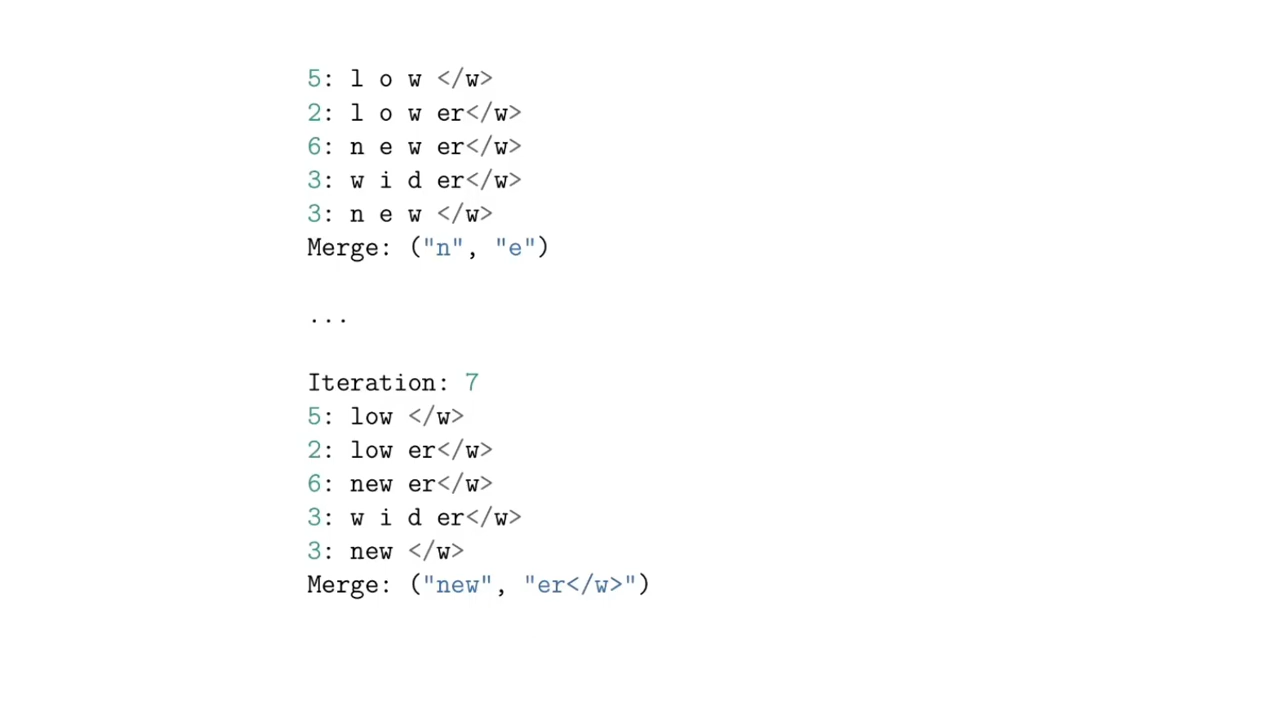 5: l o w </w>
2: l o w er</w>
6: n e w er</w>
3: w i d er</w>
3: n e w </w>
Merge: ("n", "e")
...
Iteration: 7
5: low </w>
2: low er</w>
6: new er</w>
3: w i d er</w>
3: new </w>
Merge: ("new", "er</w>")